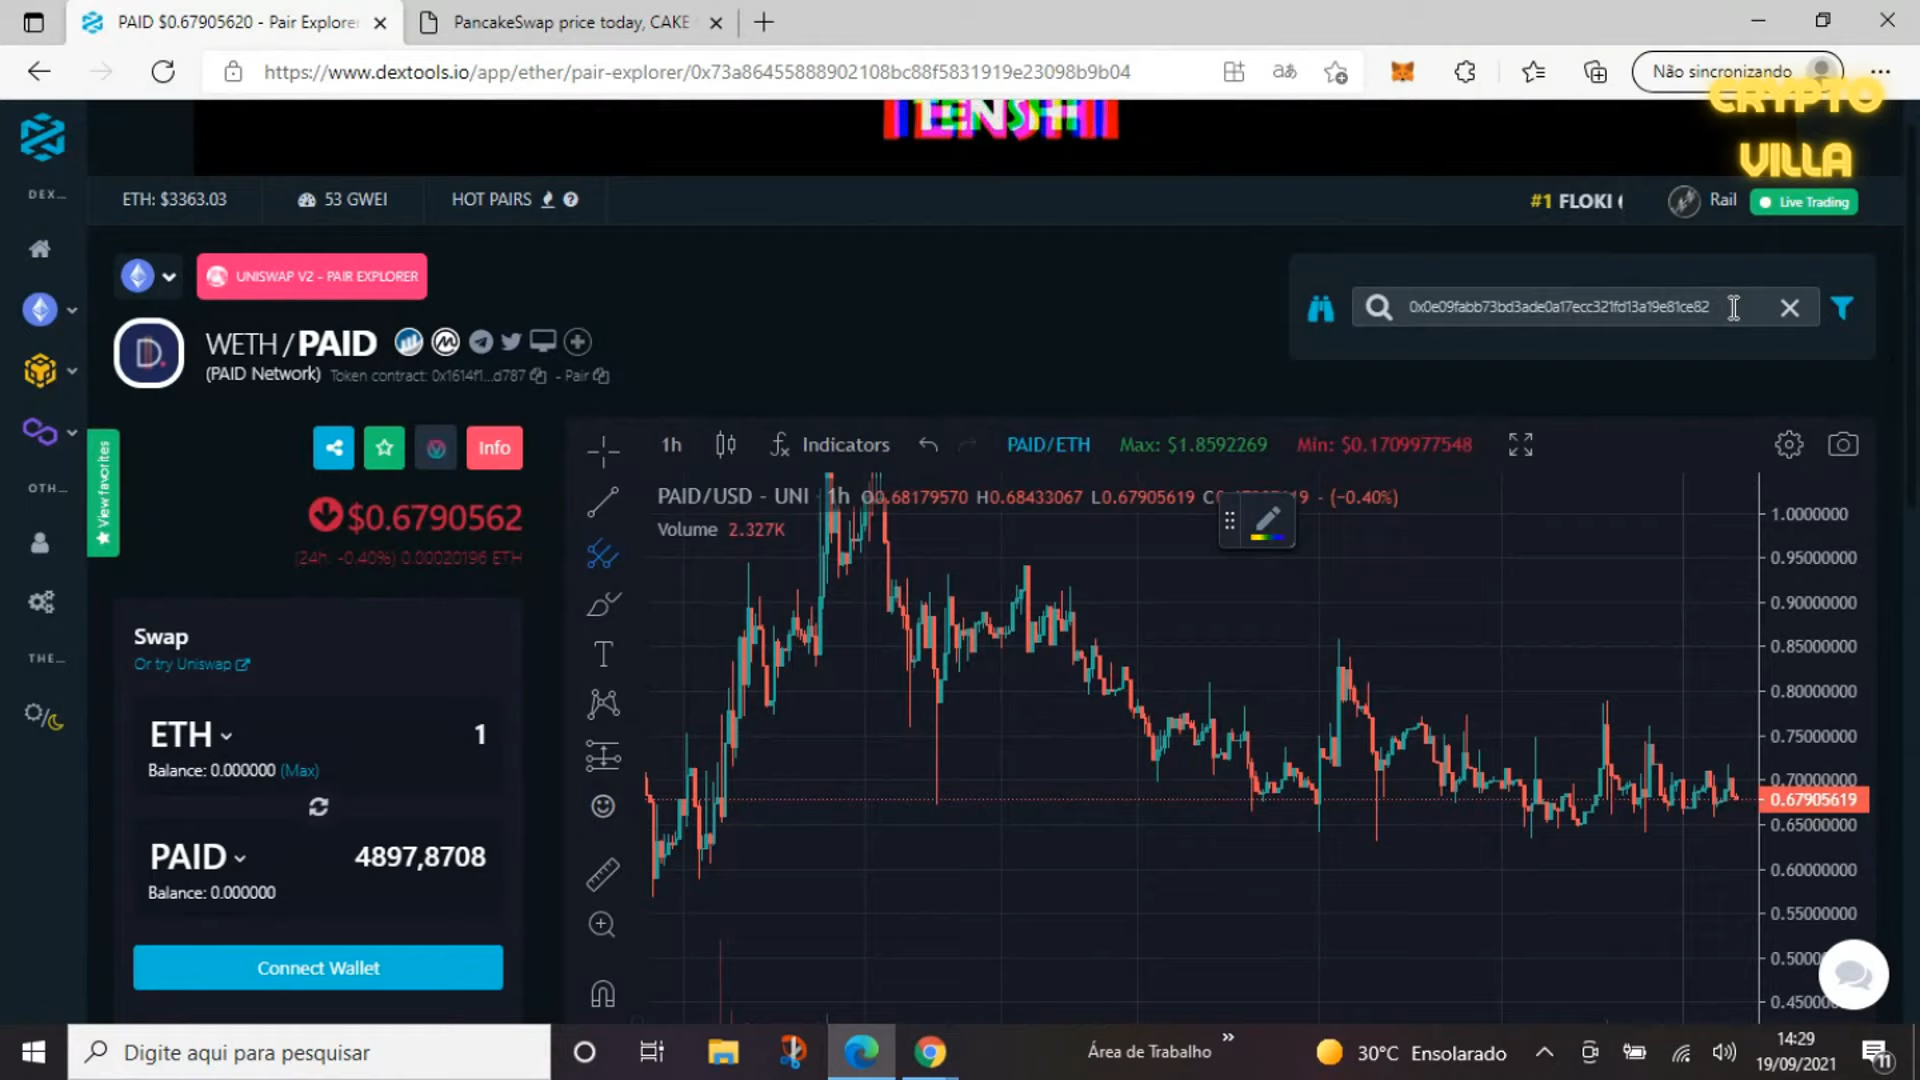 PAID $0.67905620 - Pair Explore
PancakeSwap price today, CAKE
https://www.dextools.io/app/ether/pair-explorer/0x73a86455888902108bc88f5831919e23098b9b04
Não sincronizando
CRYPTO
VILLA
TENSHI
DEX...
ETH: $3363.03
53 GWEI
HOT PAIRS
#1 FLOKI
Rail
Live Trading
UNISWAP V2 - PAIR EXPLORER
0x0e09fabb73bd3ade0a17ecc321fd13a19e81ce82
WETH / PAID
(PAID Network) Token contract: 0x1614f1...d787 - Pair
View favorites
Info
1h
Indicators
PAID/ETH
Max: $1.8592269
Min: $0.1709977548
OTH...
$0.6790562
(24h. -0.40%) 0.00020196 ETH
PAID/USD - UNI 1h O0.68179570 H0.68433067 L0.67905619 - (−0.40%)
Volume 2.327K
1.0000000
0.95000000
0.90000000
0.85000000
0.80000000
0.75000000
0.70000000
0.67905619
0.65000000
0.60000000
0.55000000
THE...
Swap
Or try Uniswap
ETH
1
Balance: 0.000000 (Max)
PAID
4897,8708
Balance: 0.000000
Connect Wallet
Digite aqui para pesquisar
Área de Trabalho
30°C Ensolarado
14:29
19/09/2021
11